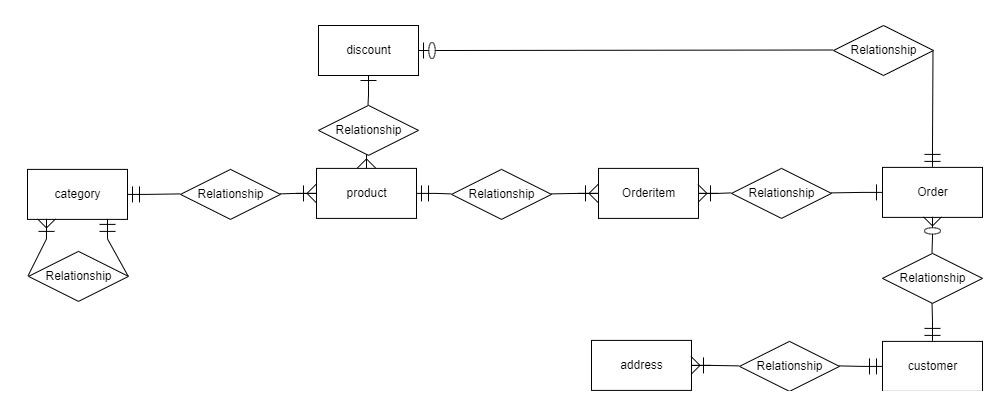 discount
Relationship
Relationship
category
Relationship
product
Relationship
Orderitem
Relationship
Order
Relationship
Relationship
address
Relationship
customer